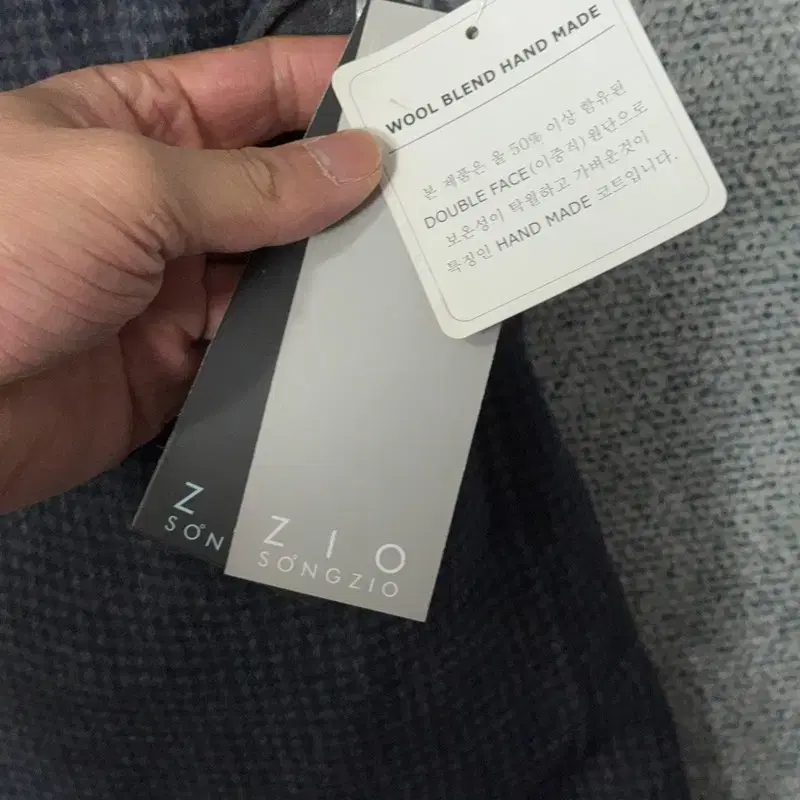 WOOL BLEND HAND MADE
본 제품은 울 50% 이상 함유된
DOUBLE FACE(이중직)원단으로
보온성이 탁월하고 가벼운것이
특징인 HAND MADE 코트입니다.
Z
SON
ZIO
SONGZIO